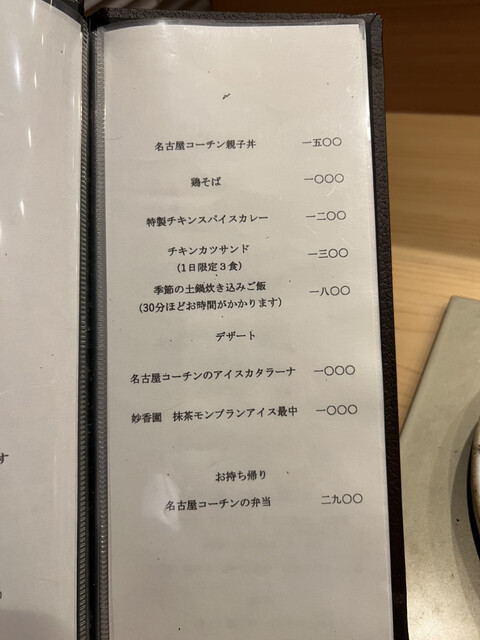 〆
名古屋コーチン親子丼 一五〇〇
鶏そば 一〇〇〇
特製チキンスパイスカレー 一二〇〇
チキンカツサンド 一三〇〇
(1日限定3食)
季節の土鍋炊き込みご飯 一八〇〇
(30分ほどお時間がかかります)
デザート
名古屋コーチンのアイスカタラーナ 一〇〇〇
妙香園 抹茶モンブランアイス最中 一〇〇〇
お持ち帰り
名古屋コーチンの弁当 二九〇〇
す